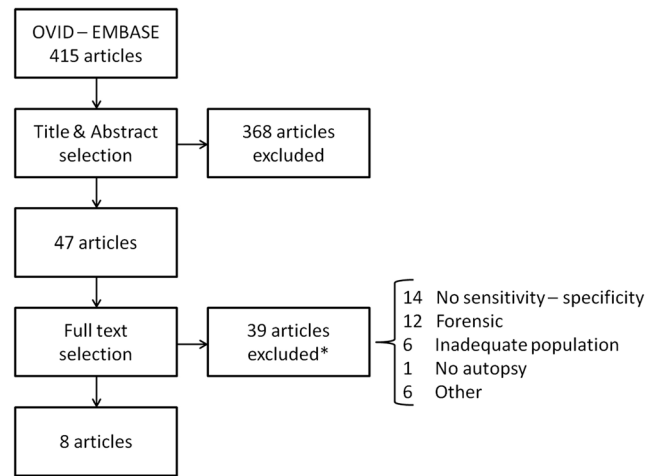 OVID – EMBASE
415 articles
Title & Abstract
selection
368 articles
excluded
47 articles
Full text
selection
39 articles
excluded*
14 No sensitivity – specificity
12 Forensic
6 Inadequate population
1 No autopsy
6 Other
8 articles